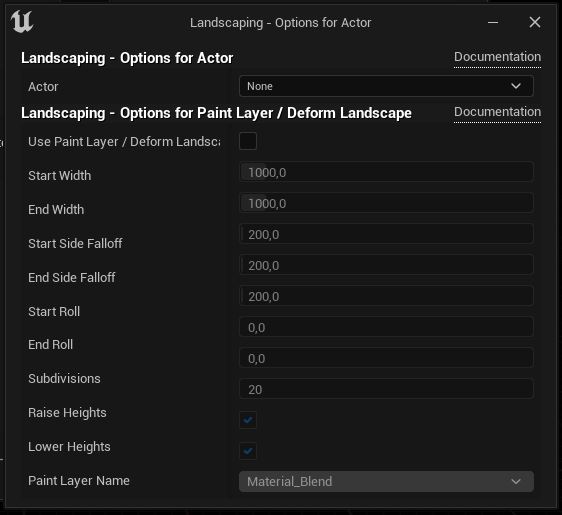 Landscaping - Options for Actor
Landscaping - Options for Actor Documentation
Actor None
Landscaping - Options for Paint Layer / Deform Landscape Documentation
Use Paint Layer / Deform Landsca
Start Width 1000,0
End Width 1000,0
Start Side Falloff 200,0
End Side Falloff 200,0
200,0
Start Roll 0,0
End Roll 0,0
Subdivisions 20
Raise Heights
Lower Heights
Paint Layer Name Material_Blend